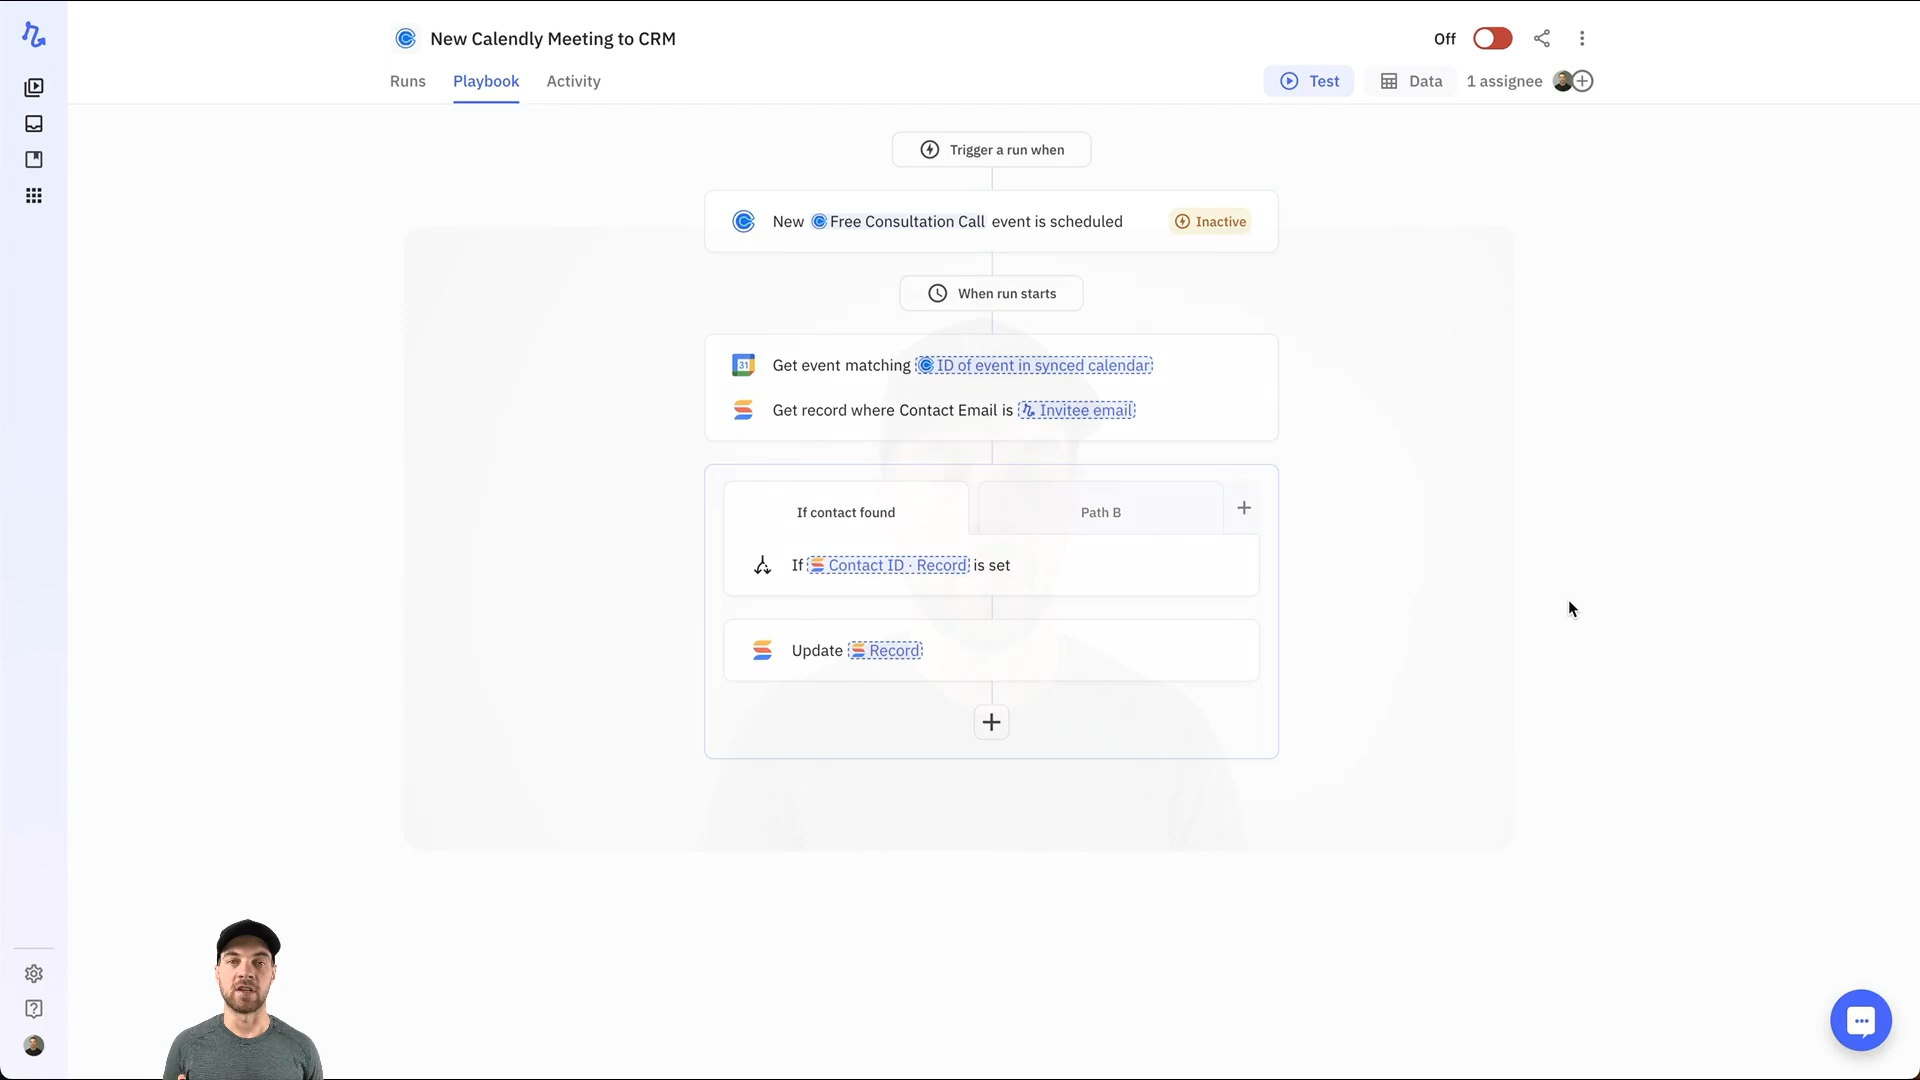 New Calendly Meeting to CRM
Off
Runs
Playbook
Activity
Test
Data
1 assignee
Trigger a run when
New Free Consultation Call event is scheduled
Inactive
When run starts
31
Get event matching ID of event in synced calendar
Get record where Contact Email is Invitee email
If contact found
Path B
If Contact ID · Record is set
Update Record